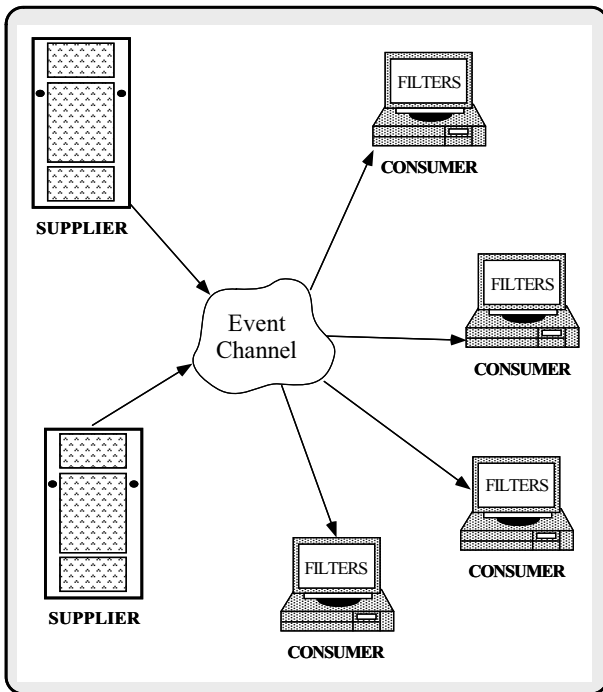 FILTERS
CONSUMER
SUPPLIER
FILTERS
CONSUMER
Event
Channel
FILTERS
CONSUMER
FILTERS
CONSUMER
SUPPLIER